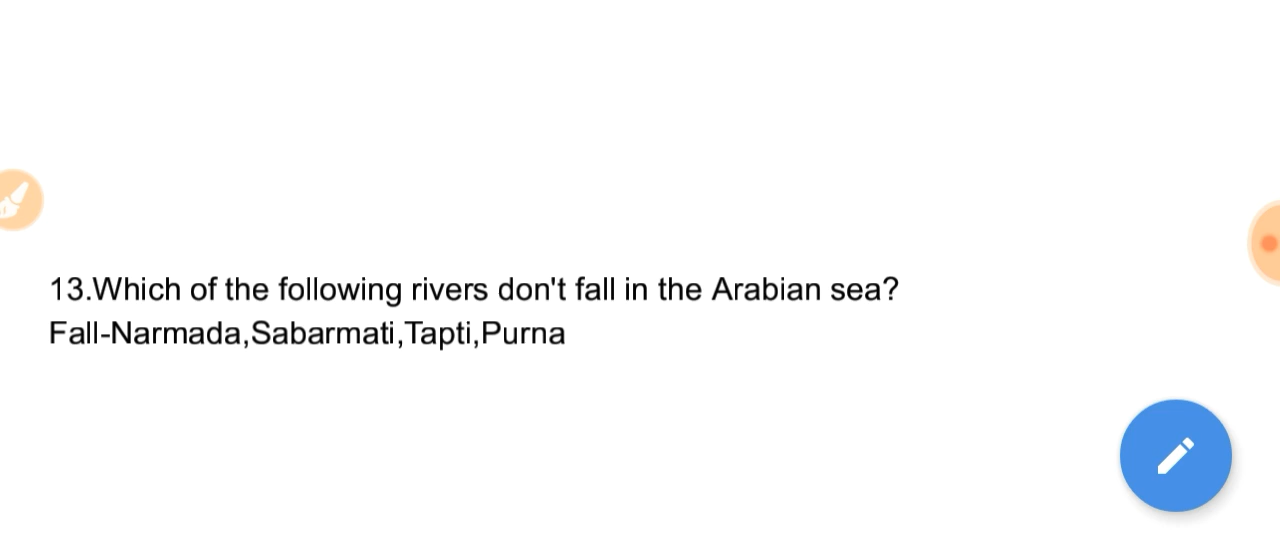 13.Which of the following rivers don't fall in the Arabian sea?
Fall-Narmada,Sabarmati,Tapti,Purna